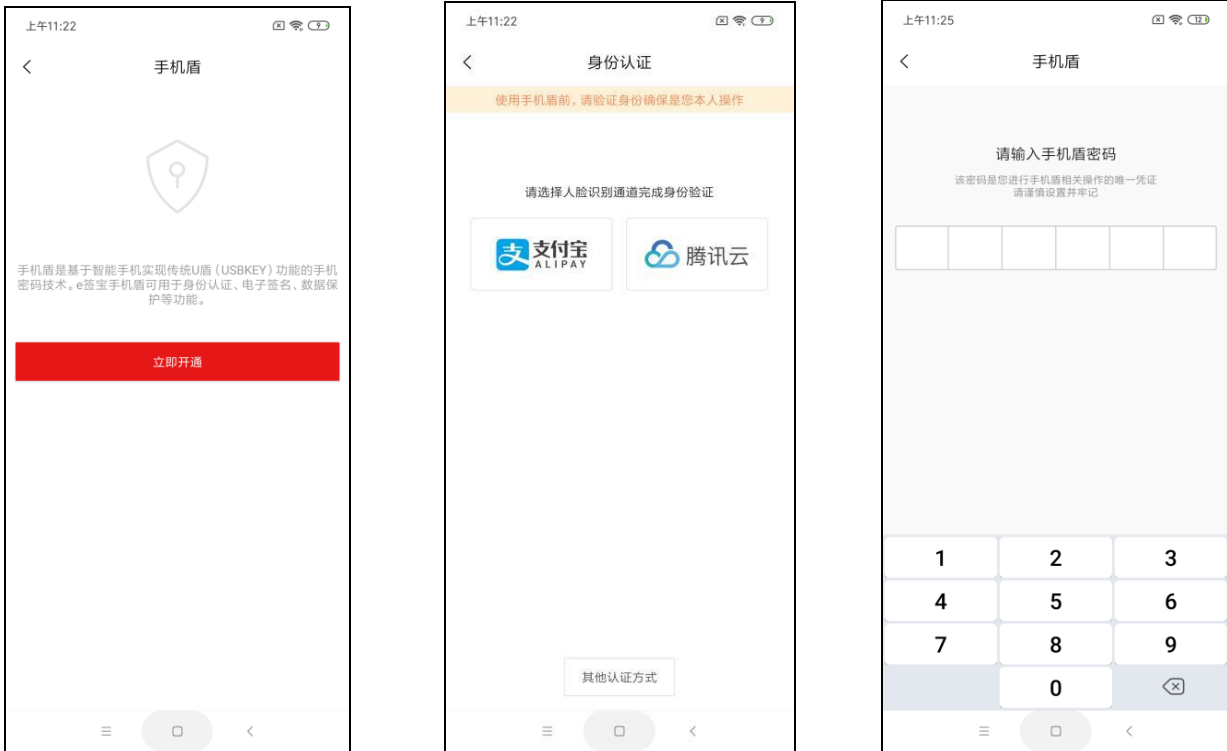 上午11:22
9
手机盾
手机盾是基于智能手机实现传统U盾（USBKEY）功能的手机
密码技术。e签宝手机盾可用于身份认证、电子签名、数据保
护等功能。
立即开通
上午11:22
9
身份认证
使用手机盾前，请验证身份确保是您本人操作
请选择人脸识别通道完成身份验证
支 支付宝
ALIPAY
腾讯云
其他认证方式
上午11:25
12
手机盾
请输入手机盾密码
该密码是您进行手机盾相关操作的唯一凭证
请谨慎设置并牢记
1 2 3
4 5 6
7 8 9
0